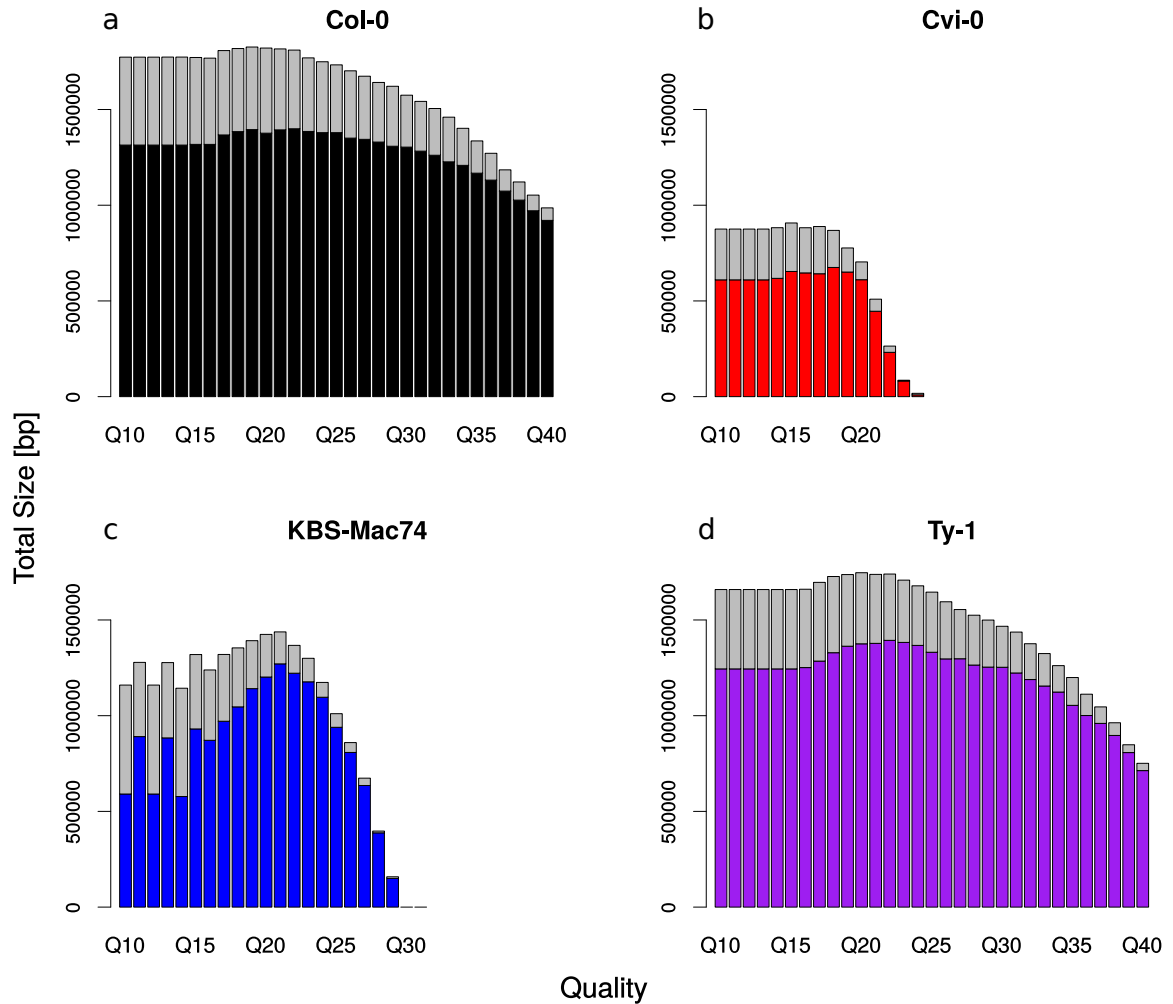 a
Col-0
0
500000
1000000
1500000
Q10 Q15 Q20 Q25 Q30 Q35 Q40
b
Cvi-0
0
500000
1000000
1500000
Q10 Q15 Q20
Total Size [bp]
c
KBS-Mac74
0
500000
1000000
1500000
Q10 Q15 Q20 Q25 Q30
d
Ty-1
0
500000
1000000
1500000
Q10 Q15 Q20 Q25 Q30 Q35 Q40
Quality